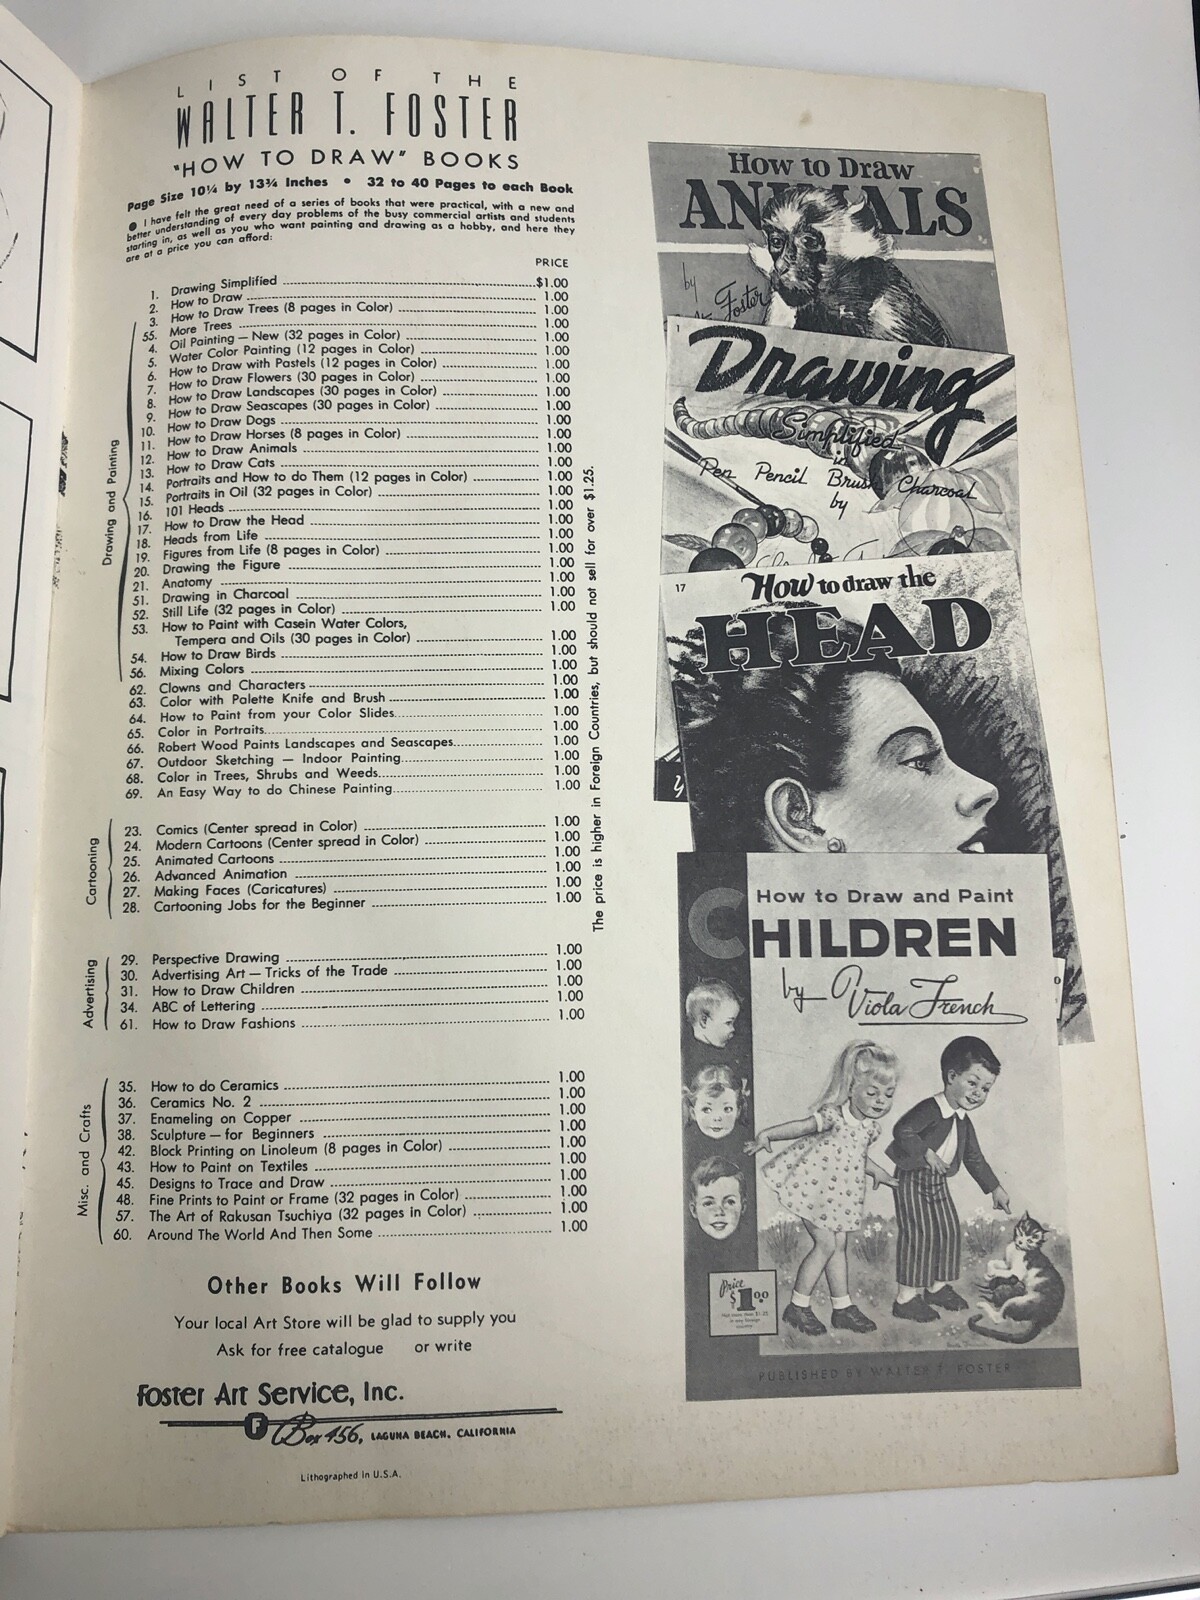 LIST OF THE
WALTER T. FOSTER
"HOW TO DRAW" BOOKS
Page Size 10¼ by 13¾ Inches • 32 to 40 Pages to each Book
● I have felt the great need of a series of books that were practical, with a new and
better understanding of every day problems of the busy commercial artists and students
starting in, as well as you who want painting and drawing as a hobby, and here they
are at a price you can afford:
PRICE
Drawing and Painting
1. Drawing Simplified $1.00
2. How to Draw 1.00
3. How to Draw Trees (8 pages in Color) 1.00
55. More Trees 1.00
4. Oil Painting — New (32 pages in Color) 1.00
5. Water Color Painting (12 pages in Color) 1.00
6. How to Draw with Pastels (12 pages in Color) 1.00
7. How to Draw Flowers (30 pages in Color) 1.00
8. How to Draw Landscapes (30 pages in Color) 1.00
9. How to Draw Seascapes (30 pages in Color) 1.00
10. How to Draw Dogs 1.00
11. How to Draw Horses (8 pages in Color) 1.00
12. How to Draw Animals 1.00
13. How to Draw Cats 1.00
14. Portraits and How to do Them (12 pages in Color) 1.00
15. Portraits in Oil (32 pages in Color) 1.00
16. 101 Heads 1.00
17. How to Draw the Head 1.00
18. Heads from Life 1.00
19. Figures from Life (8 pages in Color) 1.00
20. Drawing the Figure 1.00
21. Anatomy 1.00
51. Drawing in Charcoal 1.00
52. Still Life (32 pages in Color) 1.00
53. How to Paint with Casein Water Colors,
Tempera and Oils (30 pages in Color) 1.00
54. How to Draw Birds 1.00
56. Mixing Colors 1.00
62. Clowns and Characters 1.00
63. Color with Palette Knife and Brush 1.00
64. How to Paint from your Color Slides 1.00
65. Color in Portraits 1.00
66. Robert Wood Paints Landscapes and Seascapes 1.00
67. Outdoor Sketching — Indoor Painting 1.00
68. Color in Trees, Shrubs and Weeds 1.00
69. An Easy Way to do Chinese Painting 1.00
Cartooning
23. Comics (Center spread in Color) 1.00
24. Modern Cartoons (Center spread in Color) 1.00
25. Animated Cartoons 1.00
26. Advanced Animation 1.00
27. Making Faces (Caricatures) 1.00
28. Cartooning Jobs for the Beginner 1.00
Advertising
29. Perspective Drawing 1.00
30. Advertising Art — Tricks of the Trade 1.00
31. How to Draw Children 1.00
34. ABC of Lettering 1.00
61. How to Draw Fashions 1.00
Misc. and Crafts
35. How to do Ceramics 1.00
36. Ceramics No. 2 1.00
37. Enameling on Copper 1.00
38. Sculpture — for Beginners 1.00
42. Block Printing on Linoleum (8 pages in Color) 1.00
43. How to Paint on Textiles 1.00
45. Designs to Trace and Draw 1.00
48. Fine Prints to Paint or Frame (32 pages in Color) 1.00
57. The Art of Rakusan Tsuchiya (32 pages in Color) 1.00
60. Around The World And Then Some 1.00
The price is higher in Foreign Countries, but should not sell for over $1.25.
Other Books Will Follow
Your local Art Store will be glad to supply you
Ask for free catalogue or write
Foster Art Service, Inc.
F Box 456, LAGUNA BEACH, CALIFORNIA
Lithographed in U.S.A.
How to Draw
ANIMALS
by
Foster
1
Drawing
Simplified
in
Pen Pencil Brush Charcoal
by
17
How to draw the
HEAD
How to Draw and Paint
CHILDREN
by Viola French
Price
$1.00
Not more than $1.25
in any foreign
country
PUBLISHED BY WALTER T. FOSTER